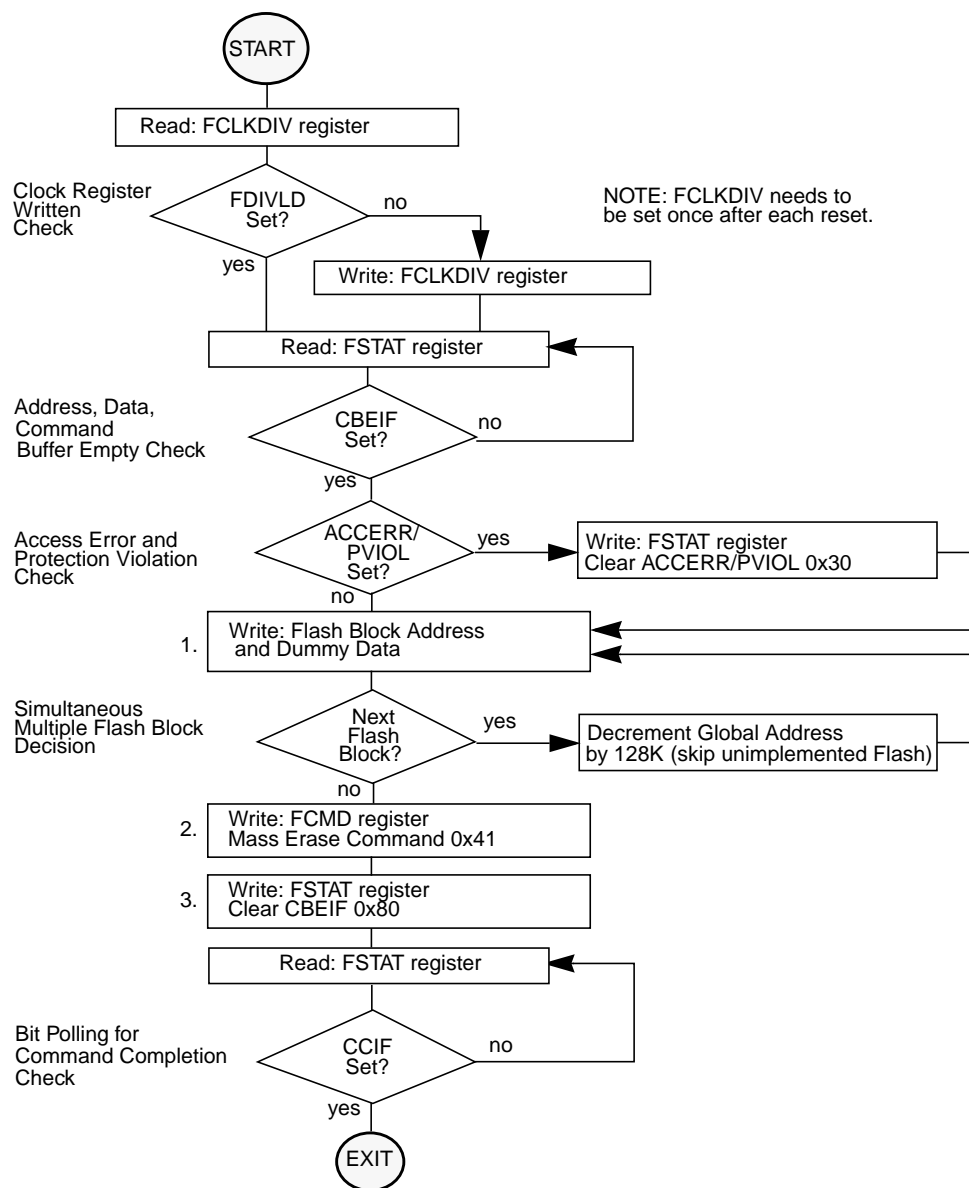 START
Read: FCLKDIV register
Clock Register
Written
Check
FDIVLD
Set?
no
yes
NOTE: FCLKDIV needs to
be set once after each reset.
Write: FCLKDIV register
Read: FSTAT register
Address, Data,
Command
Buffer Empty Check
CBEIF
Set?
no
yes
Access Error and
Protection Violation
Check
ACCERR/
PVIOL
Set?
yes
no
Write: FSTAT register
Clear ACCERR/PVIOL 0x30
1.
Write: Flash Block Address
and Dummy Data
Simultaneous
Multiple Flash Block
Decision
Next
Flash
Block?
yes
no
Decrement Global Address
by 128K (skip unimplemented Flash)
2.
Write: FCMD register
Mass Erase Command 0x41
3.
Write: FSTAT register
Clear CBEIF 0x80
Read: FSTAT register
Bit Polling for
Command Completion
Check
CCIF
Set?
no
yes
EXIT